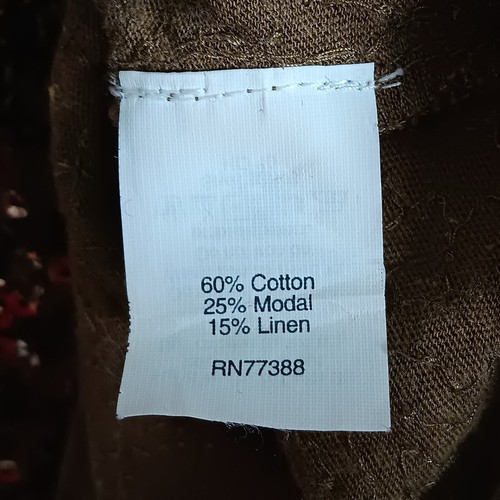 60% Cotton
25% Modal
15% Linen
RN77388